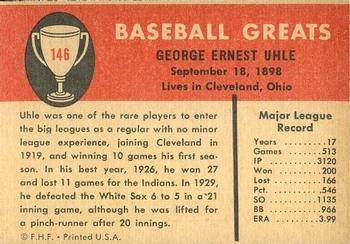 146
BASEBALL GREATS
GEORGE ERNEST UHLE
September 18, 1898
Lives in Cleveland, Ohio
Uhle was one of the rare players to enter
the big leagues as a regular with no minor
league experience, joining Cleveland in
1919, and winning 10 games his first sea-
son. In his best year, 1926, he won 27
and lost 11 games for the Indians. In 1929,
he defeated the White Sox 6 to 5 in a 21
inning game, although he was lifted for
a pinch-runner after 20 innings.
© F.H.F. • Printed U.S.A.
Major League
Record
Years 17
Games 513
IP 3120
Won 200
Lost 166
Pct. .546
SO 1135
BB 966
ERA 3.99